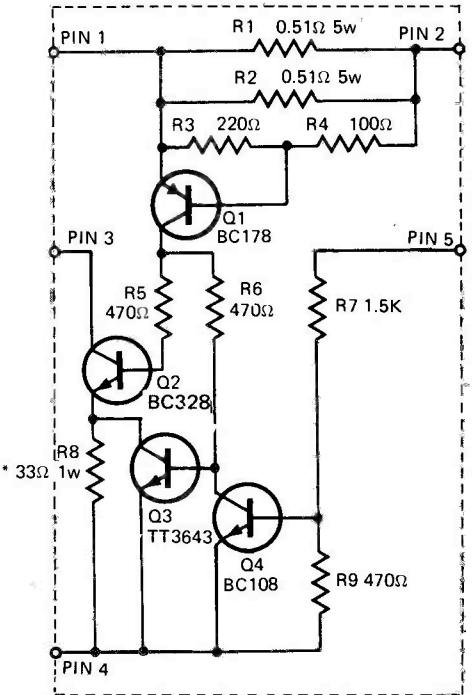 R1 0.51Ω 5w
PIN 1
PIN 2
R2 0.51Ω 5w
R3 220Ω
R4 100Ω
Q1
BC178
PIN 3
PIN 5
R5
470Ω
R6
470Ω
R7 1.5K
Q2
BC328
R8
* 33Ω 1w
Q3
TT3643
Q4
BC108
R9 470Ω
PIN 4